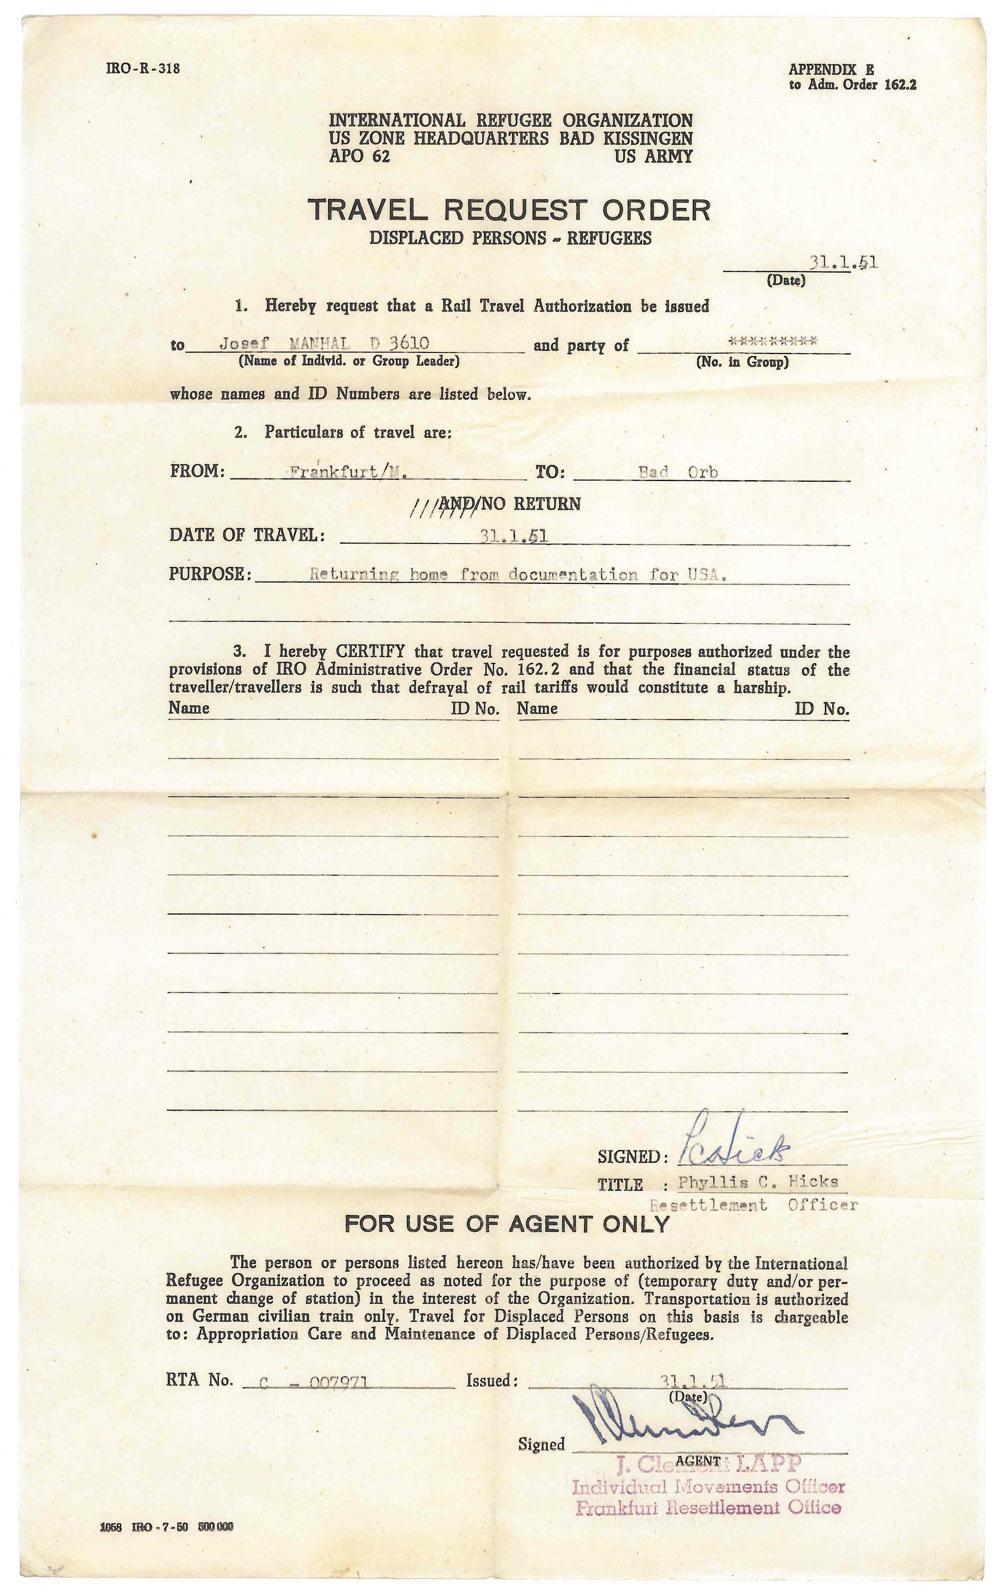 IRO-R-318
APPENDIX E
to Adm. Order 162.2
INTERNATIONAL REFUGEE ORGANIZATION
US ZONE HEADQUARTERS BAD KISSINGEN
APO 62 US ARMY
TRAVEL REQUEST ORDER
DISPLACED PERSONS - REFUGEES
31.1.51
(Date)
1. Hereby request that a Rail Travel Authorization be issued
to Josef MANHAL D 3610 and party of *********
(Name of Individ. or Group Leader) (No. in Group)
whose names and ID Numbers are listed below.
2. Particulars of travel are:
FROM: Frankfurt/M. TO: Bad Orb
///AND/NO RETURN
DATE OF TRAVEL: 31.1.51
PURPOSE: Returning home from documentation for USA.
3. I hereby CERTIFY that travel requested is for purposes authorized under the
provisions of IRO Administrative Order No. 162.2 and that the financial status of the
traveller/travellers is such that defrayal of rail tariffs would constitute a harship.
Name ID No. Name ID No.
SIGNED: PCHicks
TITLE : Phyllis C. Hicks
Resettlement Officer
FOR USE OF AGENT ONLY
The person or persons listed hereon has/have been authorized by the International
Refugee Organization to proceed as noted for the purpose of (temporary duty and/or per-
manent change of station) in the interest of the Organization. Transportation is authorized
on German civilian train only. Travel for Displaced Persons on this basis is chargeable
to: Appropriation Care and Maintenance of Displaced Persons/Refugees.
RTA No. C - 007971 Issued: 31.1.51
(Date)
Signed
AGENT
J. Clement LAPP
Individual Movements Officer
Frankfurt Resettlement Office
1058 IRO - 7-50 500 000